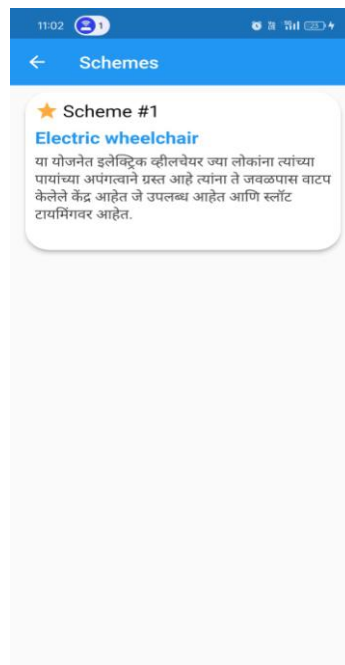 11:02
1
Schemes
Scheme #1
Electric wheelchair
या योजनेत इलेक्ट्रिक व्हीलचेयर ज्या लोकांना त्यांच्या
पायांच्या अपंगत्वाने ग्रस्त आहे त्यांना ते जवळपास वाटप
केलेले केंद्र आहेत जे उपलब्ध आहेत आणि स्लॉट
टायमिंगवर आहेत.